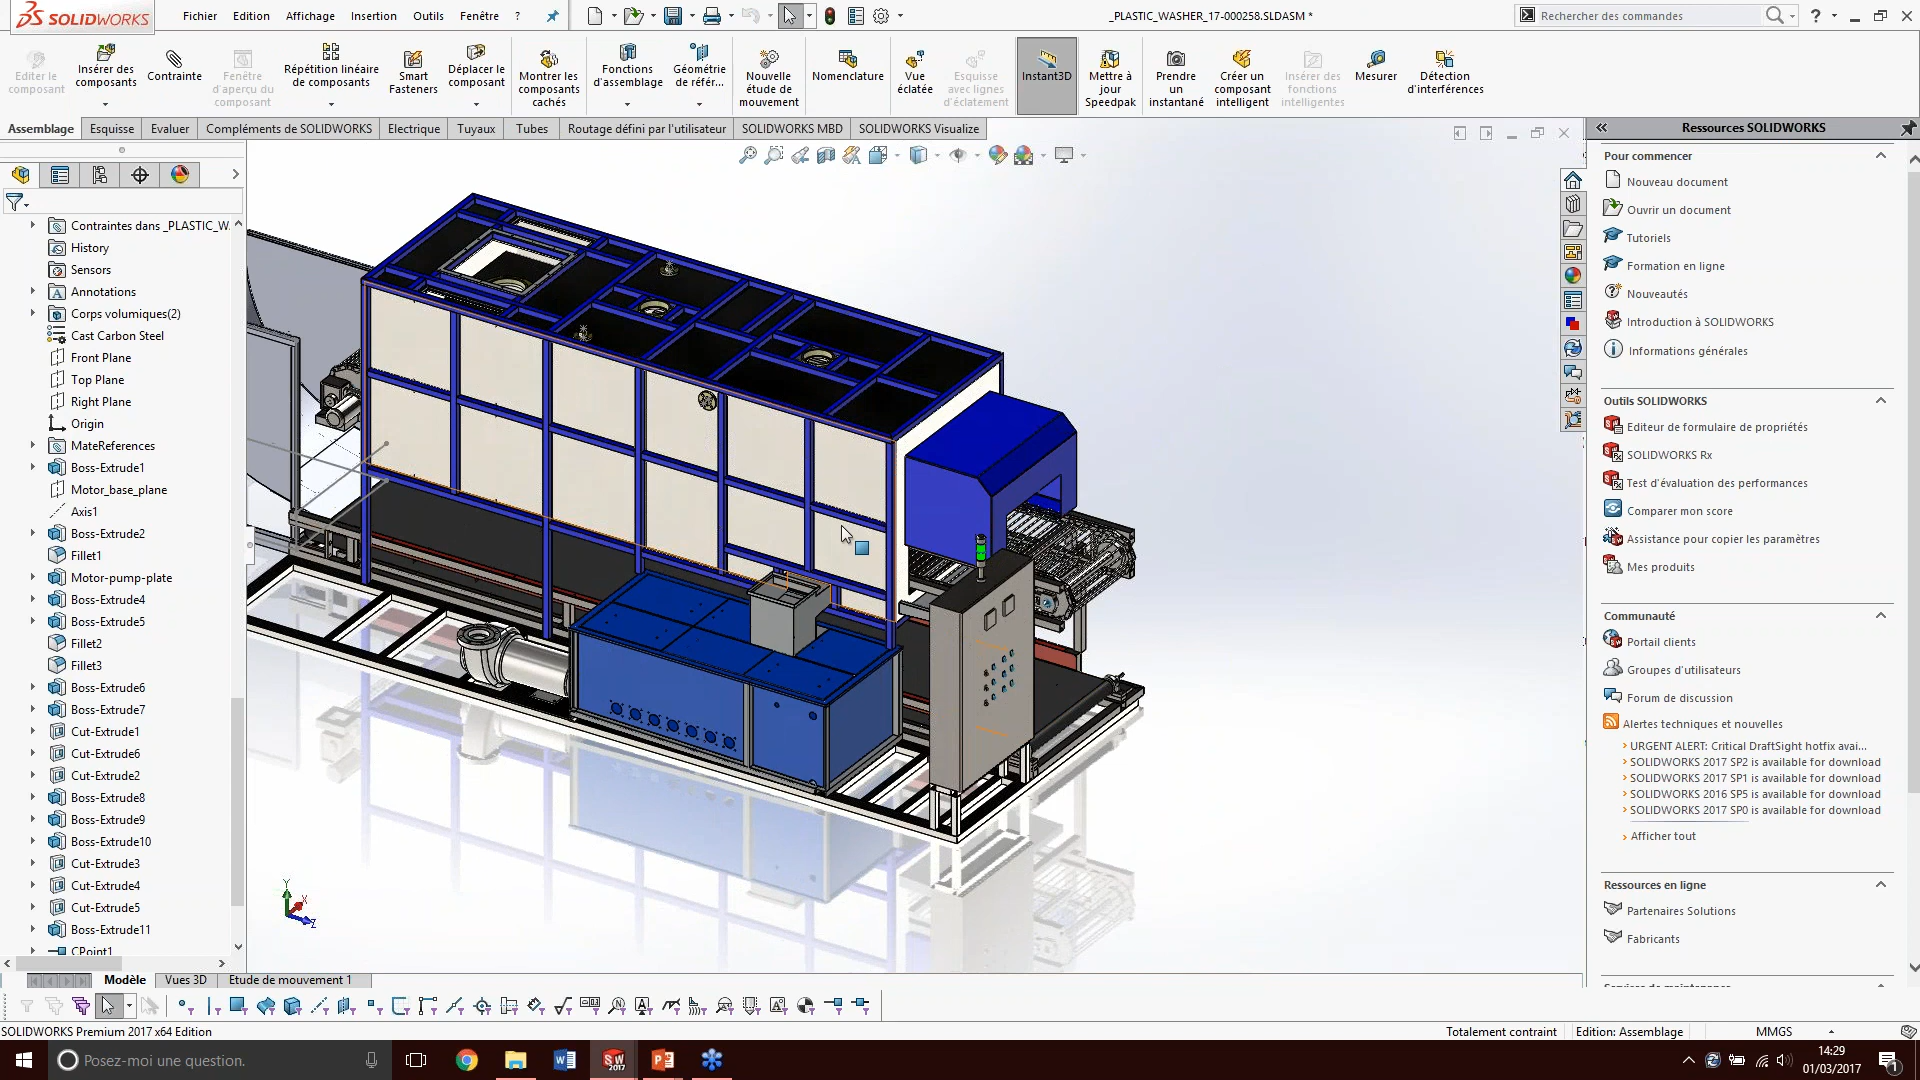 SOLIDWORKS
Fichier Edition Affichage Insertion Outils Fenêtre ?
_PLASTIC_WASHER_17-000258.SLDASM *
Rechercher des commandes
Editer le composant
Insérer des composants
Contrainte
Fenêtre d'aperçu du composant
Répétition linéaire de composants
Smart Fasteners
Déplacer le composant
Montrer les composants cachés
Fonctions d'assemblage
Géométrie de référ...
Nouvelle étude de mouvement
Nomenclature
Vue éclatée
Esquisse avec lignes d'éclatement
Instant3D
Mettre à jour Speedpak
Prendre un instantané
Créer un composant intelligent
Insérer des fonctions intelligentes
Mesurer
Détection d'interférences
Assemblage Esquisse Evaluer Compléments de SOLIDWORKS Electrique Tuyaux Tubes Routage défini par l'utilisateur SOLIDWORKS MBD SOLIDWORKS Visualize
Contraintes dans _PLASTIC_W
History
Sensors
Annotations
Corps volumiques(2)
Cast Carbon Steel
Front Plane
Top Plane
Right Plane
Origin
MateReferences
Boss-Extrude1
Motor_base_plane
Axis1
Boss-Extrude2
Fillet1
Motor-pump-plate
Boss-Extrude4
Boss-Extrude5
Fillet2
Fillet3
Boss-Extrude6
Boss-Extrude7
Cut-Extrude1
Cut-Extrude6
Cut-Extrude2
Boss-Extrude8
Boss-Extrude9
Boss-Extrude10
Cut-Extrude3
Cut-Extrude4
Cut-Extrude5
Boss-Extrude11
CPoint1
Y
X
Z
Ressources SOLIDWORKS
Pour commencer
Nouveau document
Ouvrir un document
Tutoriels
Formation en ligne
Nouveautés
Introduction à SOLIDWORKS
Informations générales
Outils SOLIDWORKS
Editeur de formulaire de propriétés
SOLIDWORKS Rx
Test d'évaluation des performances
Comparer mon score
Assistance pour copier les paramètres
Mes produits
Communauté
Portail clients
Groupes d'utilisateurs
Forum de discussion
Alertes techniques et nouvelles
URGENT ALERT: Critical DraftSight hotfix avai...
SOLIDWORKS 2017 SP2 is available for download
SOLIDWORKS 2017 SP1 is available for download
SOLIDWORKS 2016 SP5 is available for download
SOLIDWORKS 2017 SP0 is available for download
Afficher tout
Ressources en ligne
Partenaires Solutions
Fabricants
Modèle Vues 3D Etude de mouvement 1
SOLIDWORKS Premium 2017 x64 Edition
Totalement contraint Edition: Assemblage MMGS
Posez-moi une question.
14:29
01/03/2017